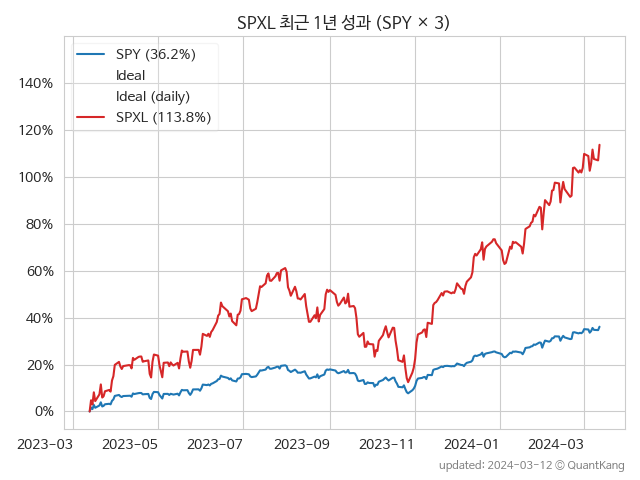 SPXL 최근 1년 성과 (SPY × 3)
SPY (36.2%)
Ideal
Ideal (daily)
SPXL (113.8%)
140%
120%
100%
80%
60%
40%
20%
0%
2023-03 2023-05 2023-07 2023-09 2023-11 2024-01 2024-03
updated: 2024-03-12 © QuantKang